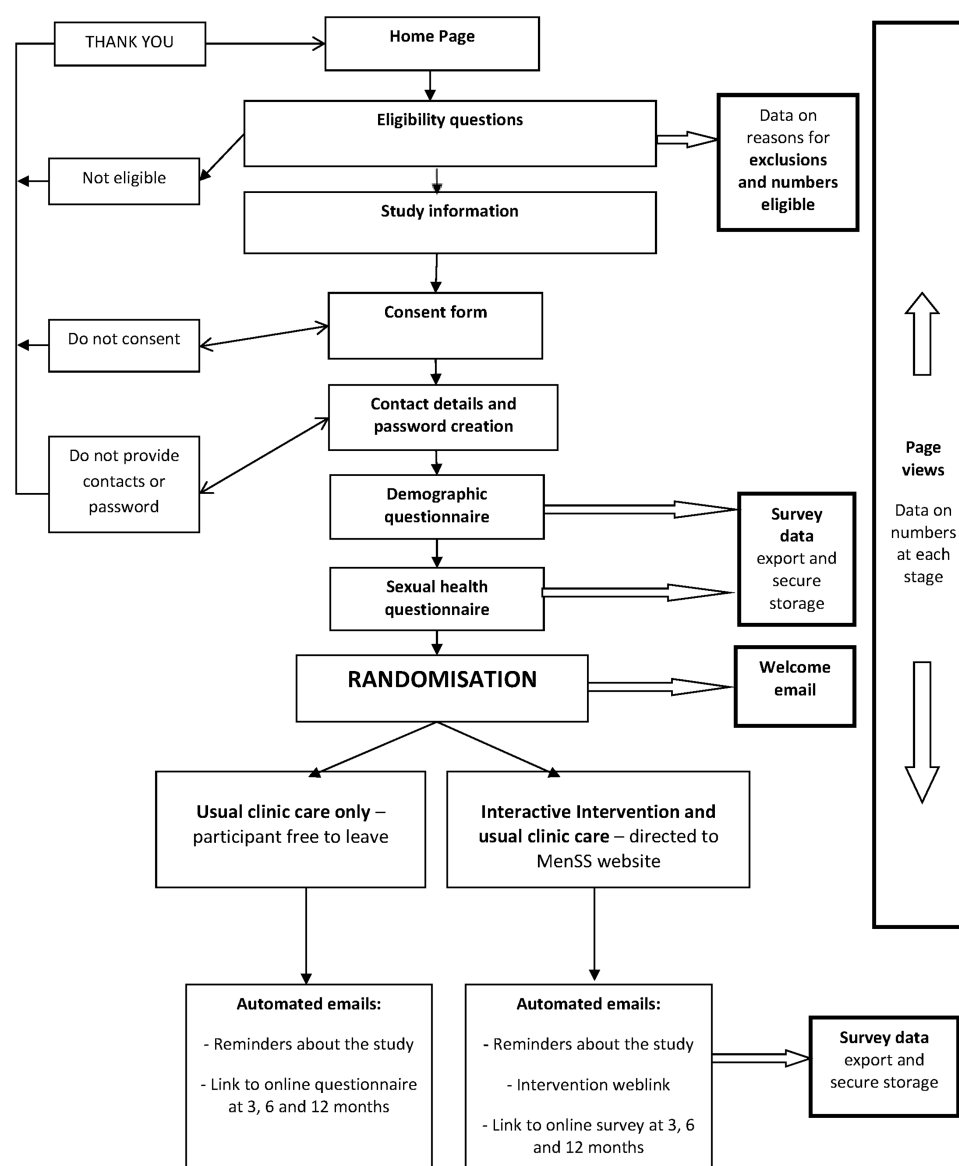 THANK YOU
Home Page
Eligibility questions
Data on
reasons for
exclusions
and numbers
eligible
Not eligible
Study information
Consent form
Do not consent
Contact details and
password creation
Do not provide
contacts or
password
Page
views
Data on
numbers
at each
stage
Demographic
questionnaire
Survey
data
export and
secure
storage
Sexual health
questionnaire
RANDOMISATION
Welcome
email
Usual clinic care only –
participant free to leave
Interactive Intervention and
usual clinic care – directed to
MenSS website
Automated emails:
- Reminders about the study
- Link to online questionnaire
at 3, 6 and 12 months
Automated emails:
- Reminders about the study
- Intervention weblink
- Link to online survey at 3, 6
and 12 months
Survey data
export and
secure storage